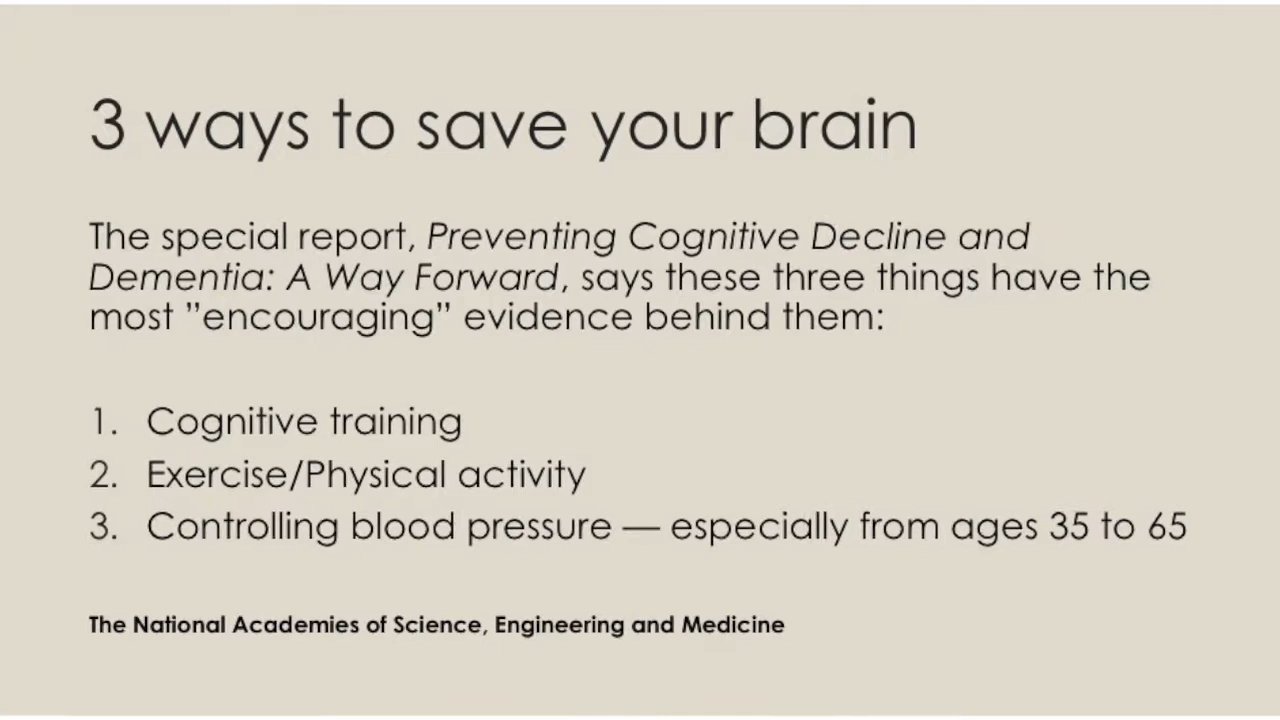 3 ways to save your brain
The special report, Preventing Cognitive Decline and
Dementia: A Way Forward, says these three things have the
most ”encouraging” evidence behind them:
1. Cognitive training
2. Exercise/Physical activity
3. Controlling blood pressure — especially from ages 35 to 65
The National Academies of Science, Engineering and Medicine